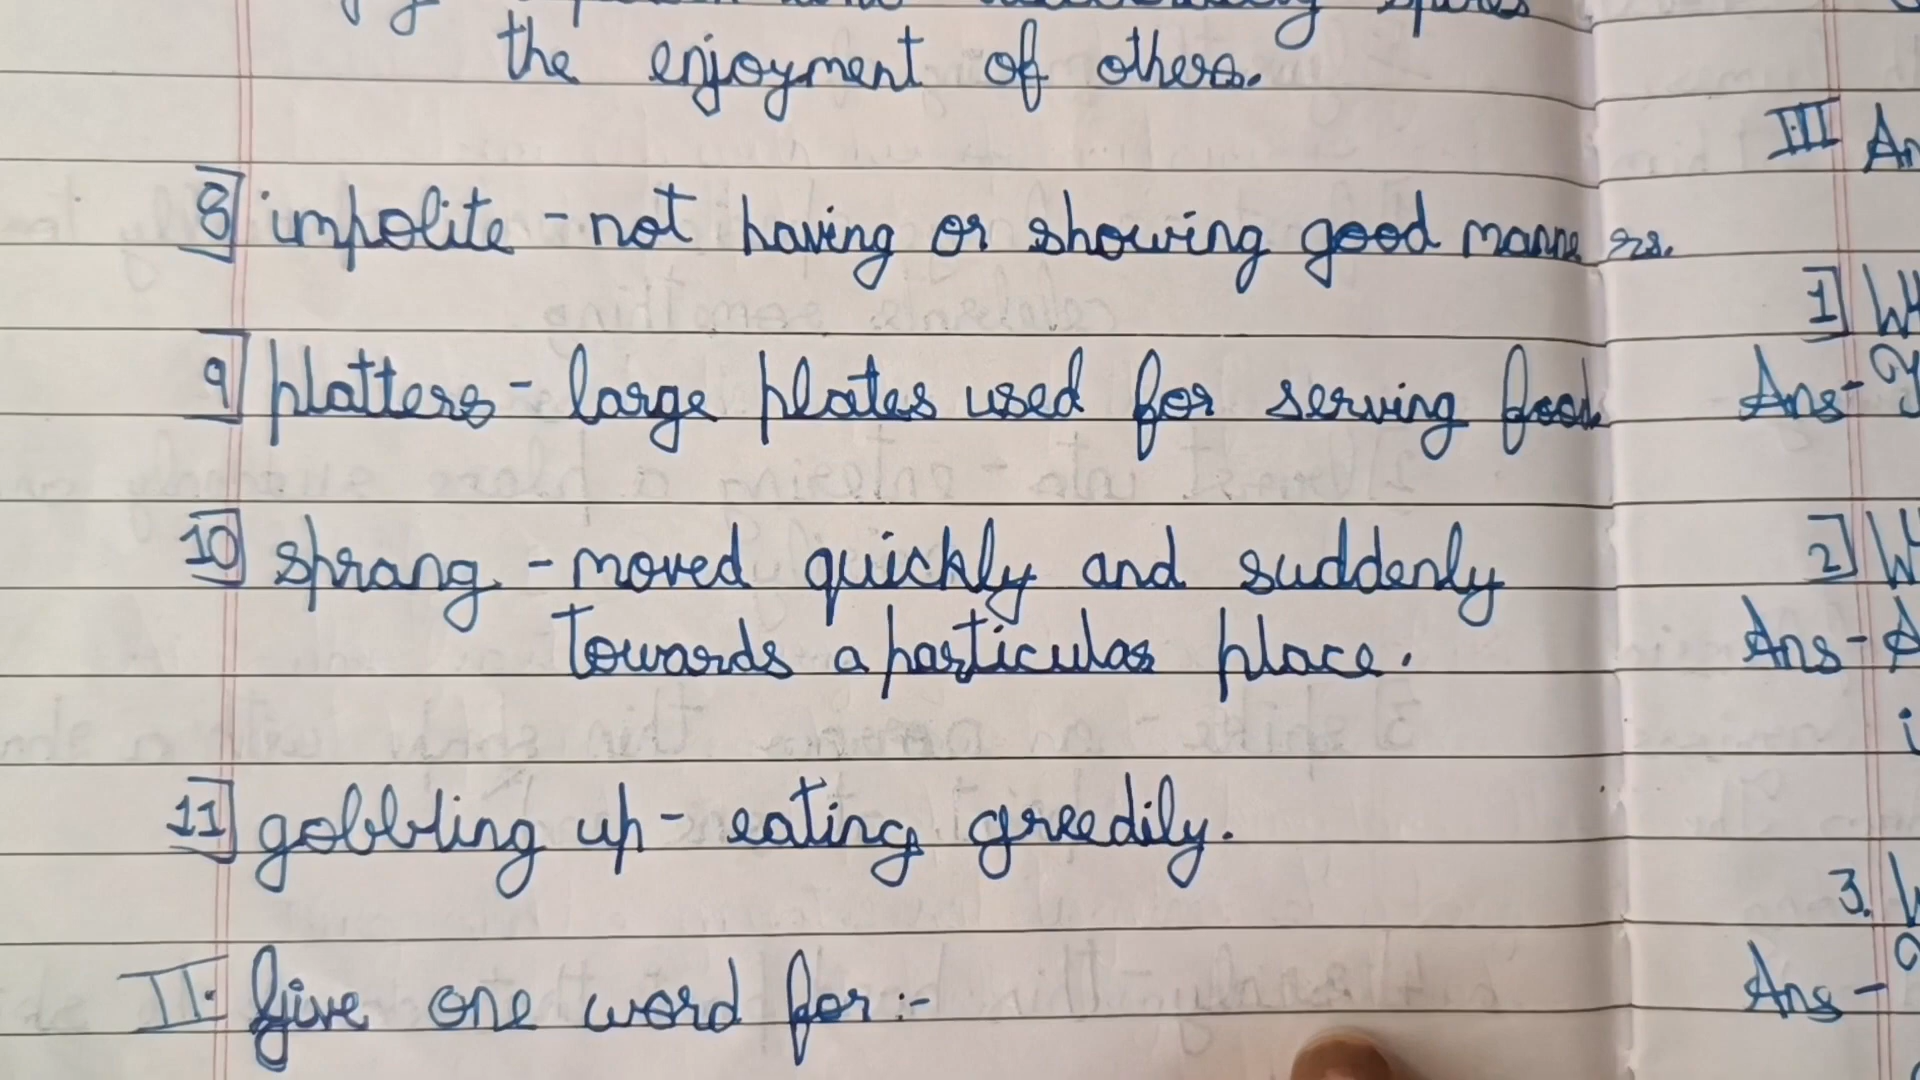 the enjoyment of others.
8] impolite - not having or showing good manners.
9] platters - large plates used for serving food
10] sprang - moved quickly and suddenly
towards a particular place.
11] gobbling up - eating greedily.
II. Give one word for :-
III
1]
Ans-
2]
Ans-
3.
Ans-